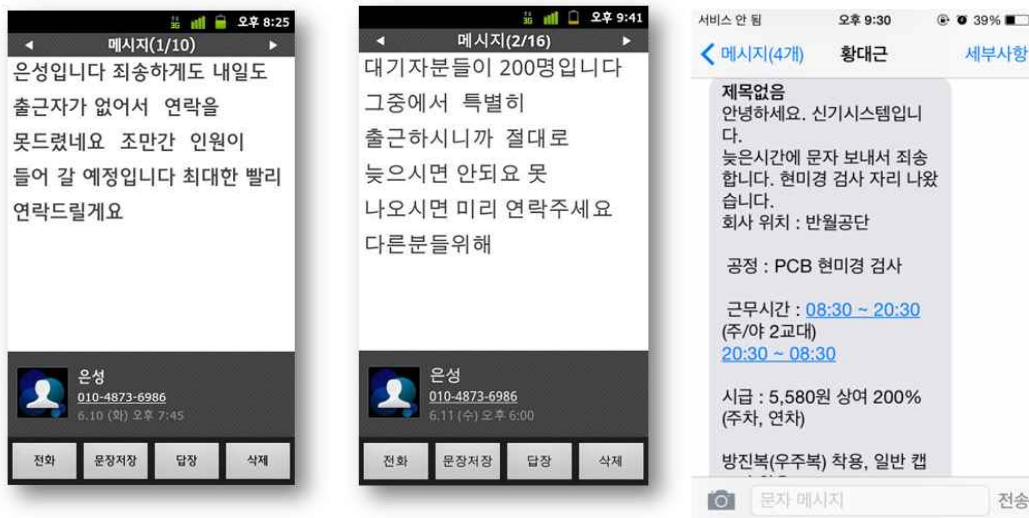 오후 8:25
메시지(1/10)
은성입니다 죄송하게도 내일도
출근자가 없어서 연락을
못드렸네요 조만간 인원이
들어 갈 예정입니다 최대한 빨리
연락드릴게요
은성
010-4873-6986
6.10 (화) 오후 7:45
전화 문장저장 답장 삭제
오후 9:41
메시지(2/16)
대기자분들이 200명입니다
그중에서 특별히
출근하시니까 절대로
늦으시면 안되요 못
나오시면 미리 연락주세요
다른분들위해
은성
010-4873-6986
6.11 (수) 오후 6:00
전화 문장저장 답장 삭제
서비스 안 됨 오후 9:30 39%
메시지(4개) 황대근 세부사항
제목없음
안녕하세요. 신기시스템입니
다.
늦은시간에 문자 보내서 죄송
합니다. 현미경 검사 자리 나왔
습니다.
회사 위치 : 반월공단
공정 : PCB 현미경 검사
근무시간 : 08:30 ~ 20:30
(주/야 2교대)
20:30 ~ 08:30
시급 : 5,580원 상여 200%
(주차, 연차)
방진복(우주복) 착용, 일반 캡
문자 메시지 전송